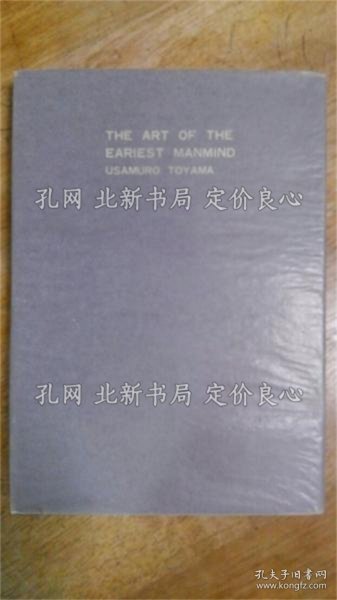 THE ART OF THE
EARIEST MANMIND
USAMURO TOYAMA
孔网 北新书局 定价良心
孔网 北新书局 定价良心
孔夫子旧书网
www.kongfz.com